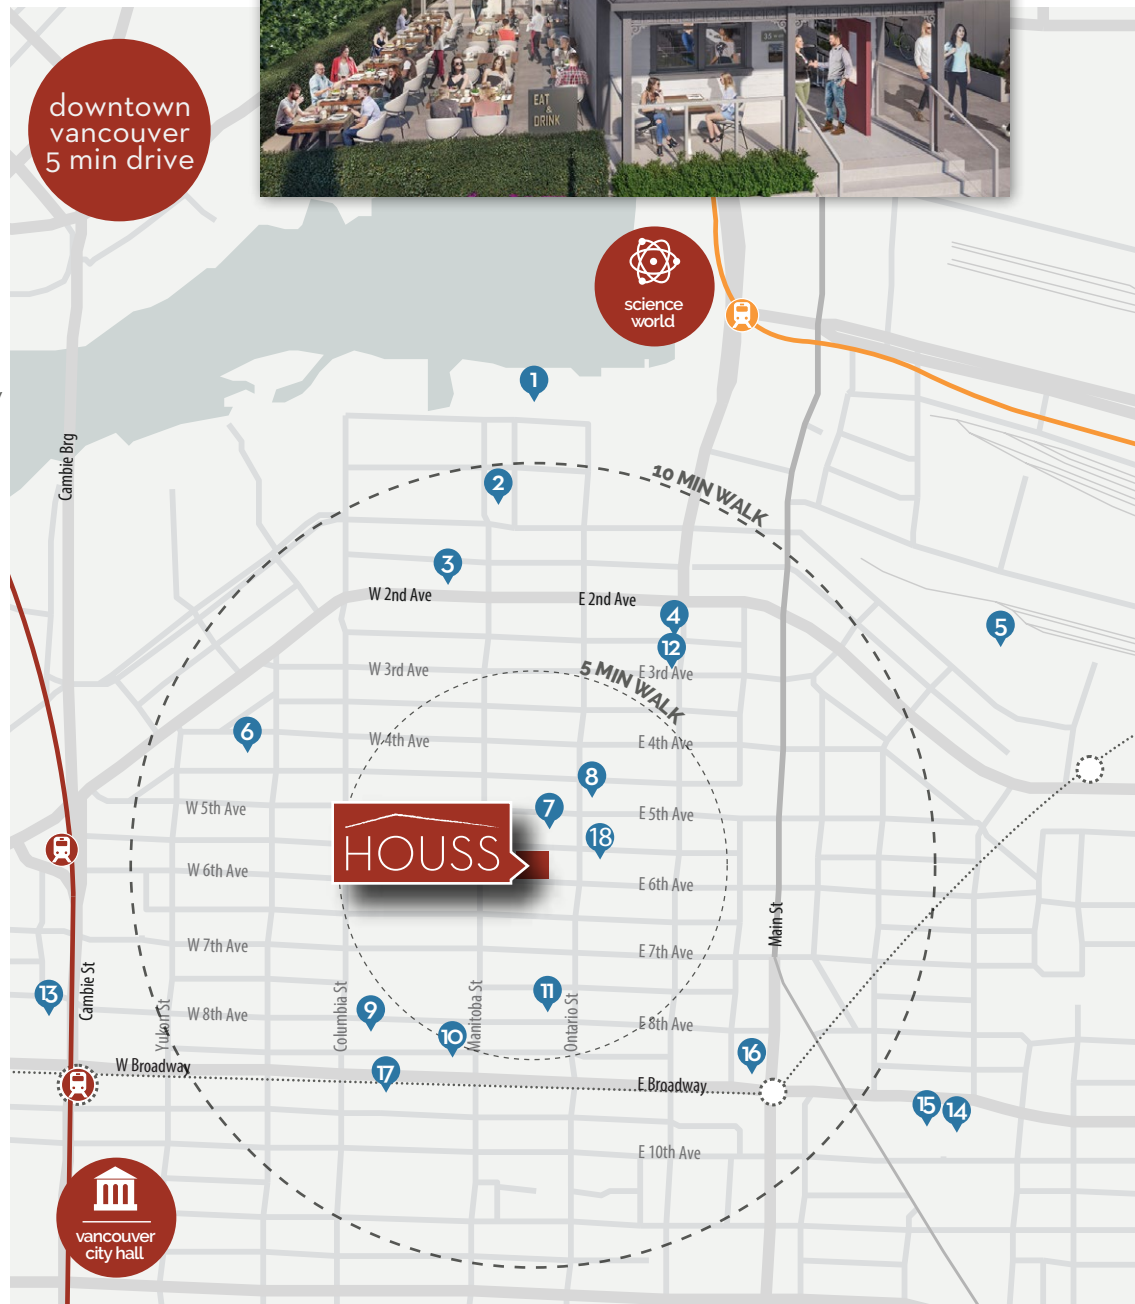 downtown
vancouver
5 min drive
EAT
&
DRINK
35
science
world
1
Cambie Brg
2
10 MIN WALK
3
W 2nd Ave
E 2nd Ave
4
5
12
W 3rd Ave
5 MIN WALK
E 3rd Ave
6
W 4th Ave
E 4th Ave
8
7
W 5th Ave
E 5th Ave
18
HOUSS
W 6th Ave
E 6th Ave
Main St
W 7th Ave
E 7th Ave
13
Cambie St
Yukon St
W 8th Ave
Columbia St
9
Manitoba St
10
11
Ontario St
E 8th Ave
16
W Broadway
17
E Broadway
15
14
E 10th Ave
vancouver
city hall